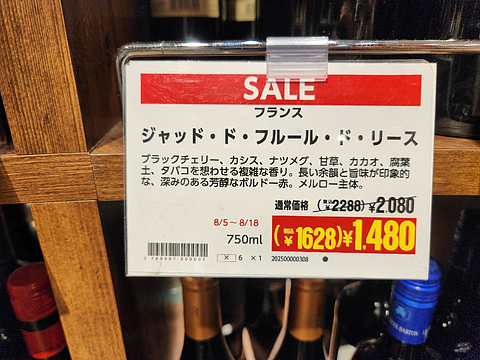 SALE
フランス
ジャッド・ド・フルール・ド・リース
ブラックチェリー、カシス、ナツメグ、甘草、カカオ、腐葉
土、タバコを想わせる複雑な香り。長い余韻と旨味が印象的
な、深みのある芳醇なボルドー赤。メルロー主体。
通常価格 (税込¥2288)¥2,080
8/5~8/18
(税込¥1628)¥1,480
750ml
× 6 ×1 202500000308
BARTON